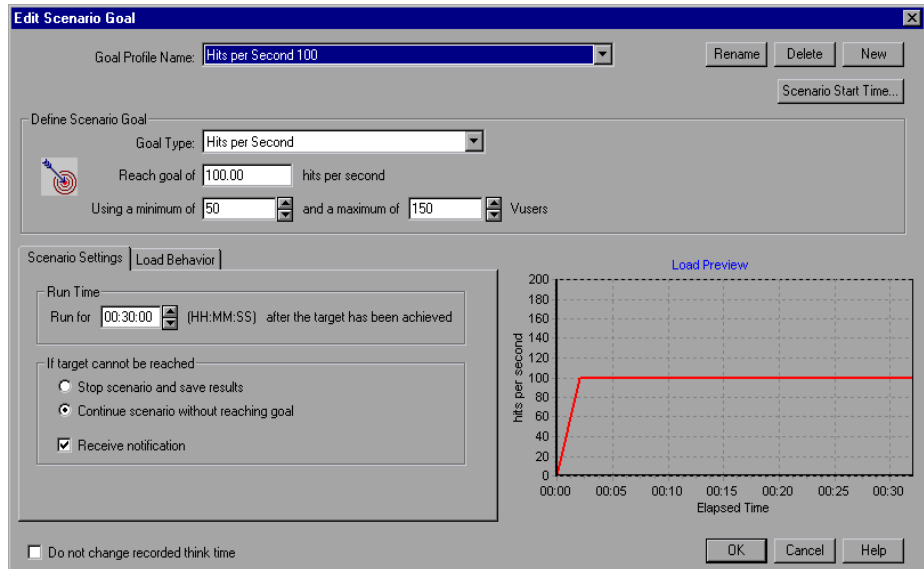 Edit Scenario Goal
Goal Profile Name: Hits per Second 100
Rename Delete New
Scenario Start Time...
Define Scenario Goal
Goal Type: Hits per Second
Reach goal of 100.00 hits per second
Using a minimum of 50 and a maximum of 150 Vusers
Scenario Settings Load Behavior
Run Time
Run for 00:30:00 (HH:MM:SS) after the target has been achieved
If target cannot be reached
Stop scenario and save results
Continue scenario without reaching goal
Receive notification
Load Preview
hits per second
200
180
160
140
120
100
80
60
40
20
0
00:00 00:05 00:10 00:15 00:20 00:25 00:30
Elapsed Time
Do not change recorded think time
OK Cancel Help